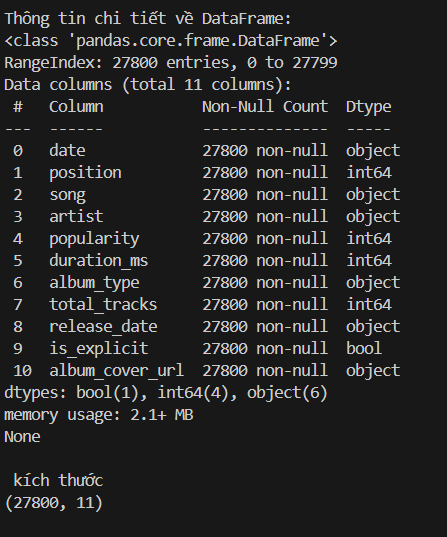 Thông tin chi tiết về DataFrame:
<class 'pandas.core.frame.DataFrame'>
RangeIndex: 27800 entries, 0 to 27799
Data columns (total 11 columns):
 #   Column           Non-Null Count  Dtype
---  ------           --------------  -----
 0   date             27800 non-null  object
 1   position         27800 non-null  int64
 2   song             27800 non-null  object
 3   artist           27800 non-null  object
 4   popularity       27800 non-null  int64
 5   duration_ms      27800 non-null  int64
 6   album_type       27800 non-null  object
 7   total_tracks     27800 non-null  int64
 8   release_date     27800 non-null  object
 9   is_explicit      27800 non-null  bool
 10  album_cover_url  27800 non-null  object
dtypes: bool(1), int64(4), object(6)
memory usage: 2.1+ MB
None
 kích thước
(27800, 11)